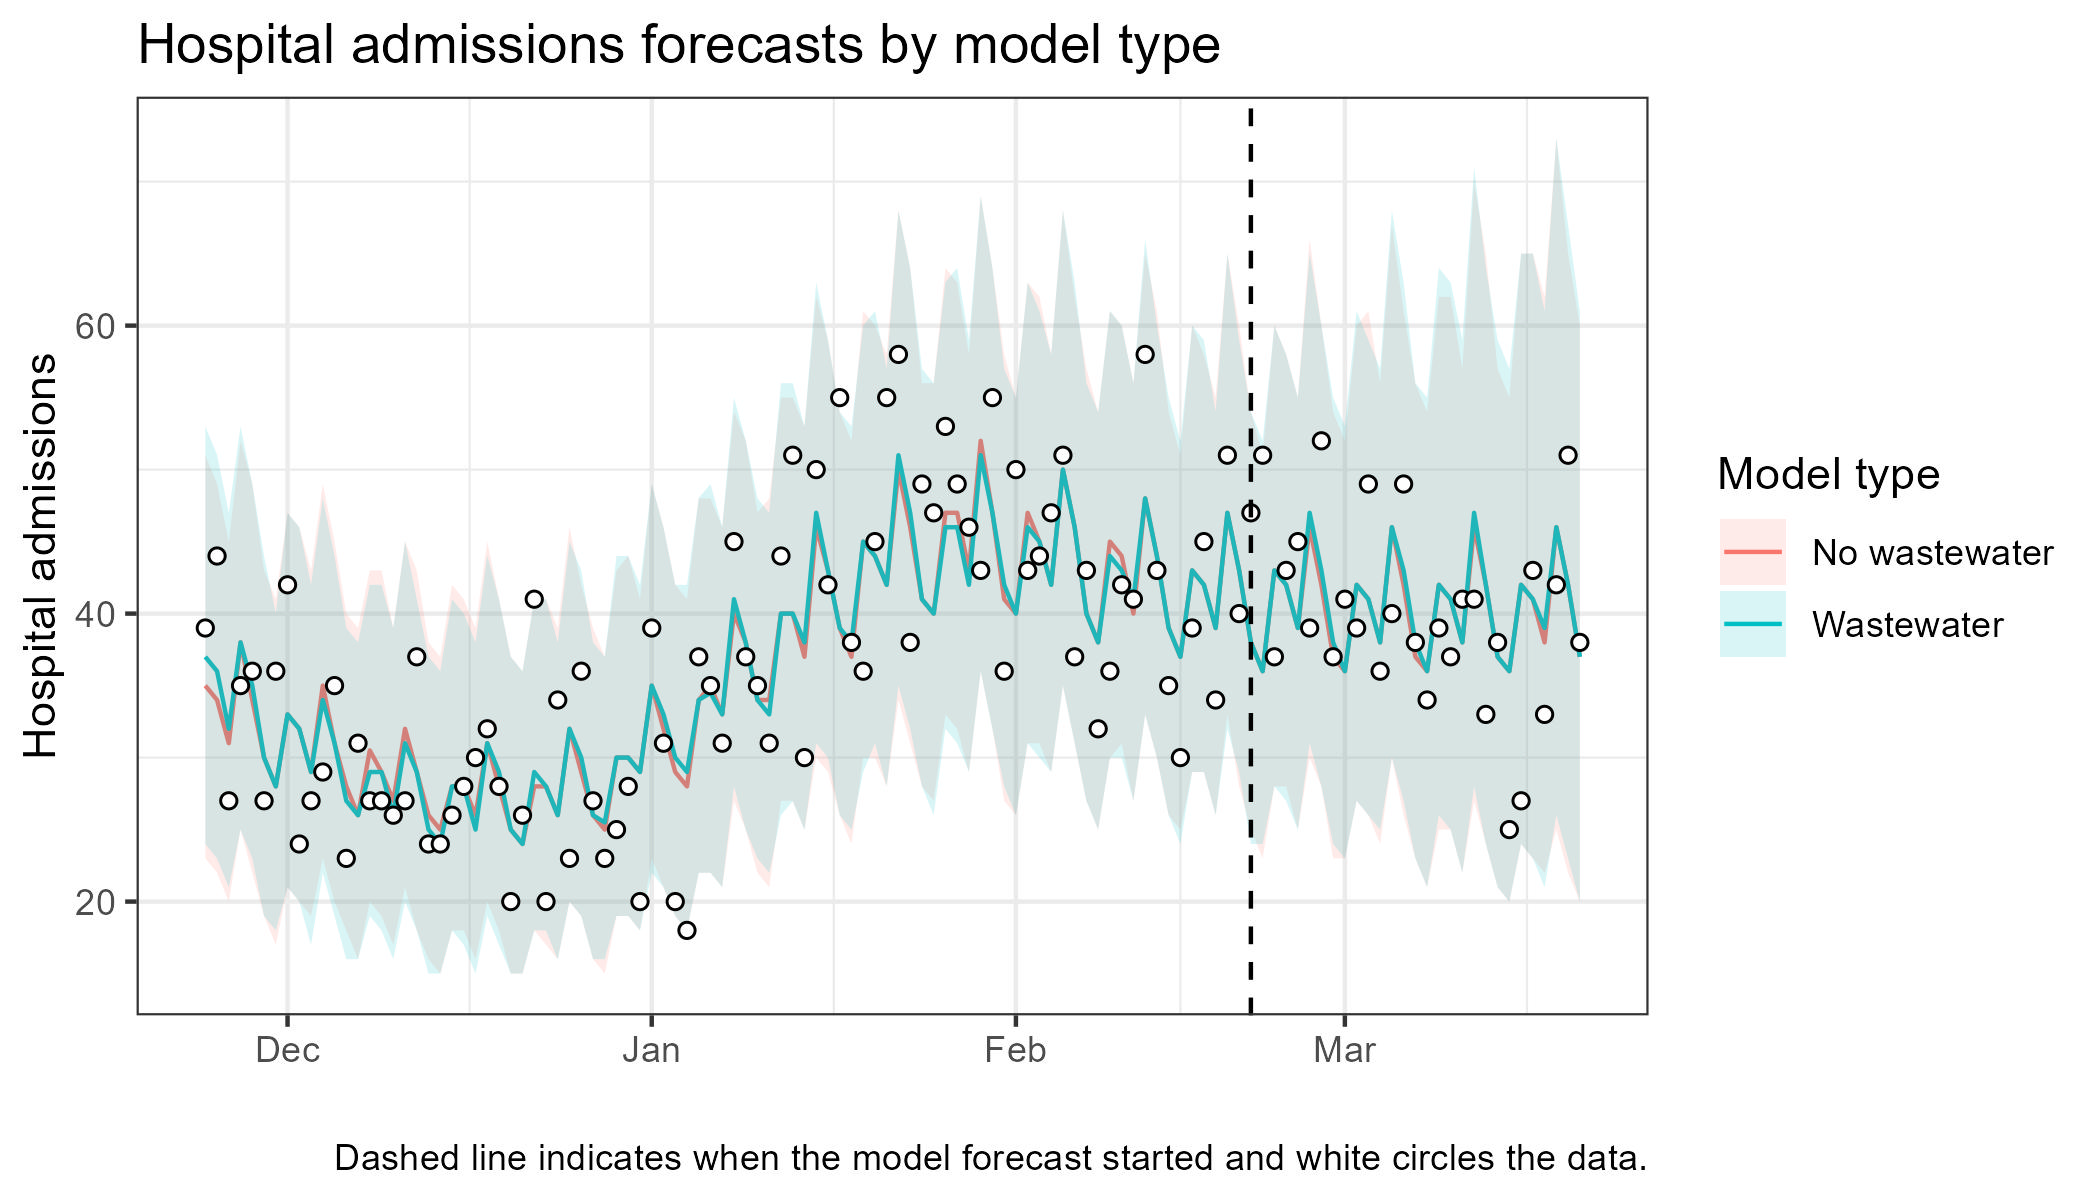 Hospital admissions forecasts by model type
Hospital admissions
60
40
20
Dec
Jan
Feb
Mar
Model type
No wastewater
Wastewater
Dashed line indicates when the model forecast started and white circles the data.